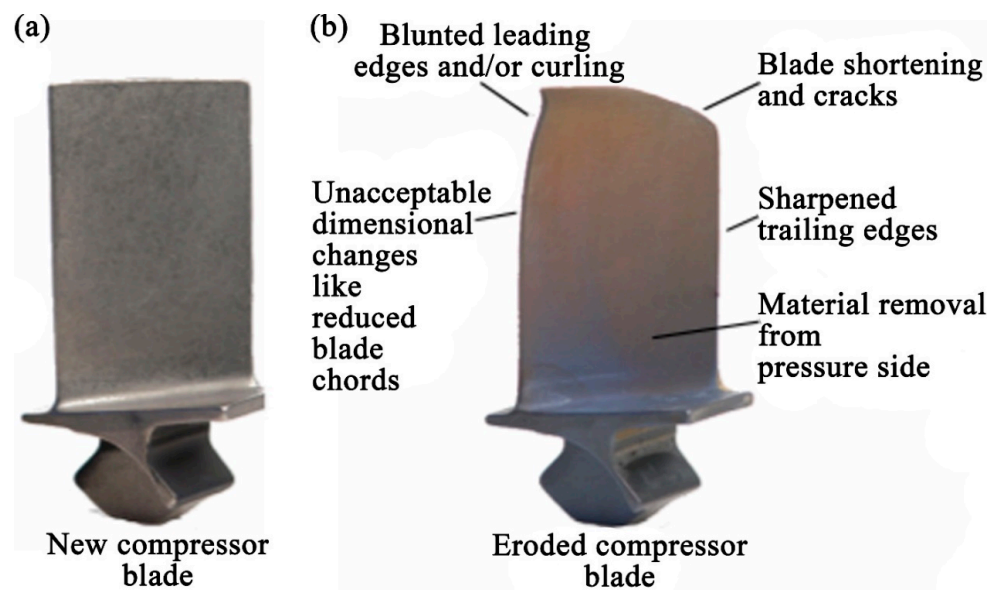 (a)
New compressor
blade
(b)
Blunted leading
edges and/or curling
Blade shortening
and cracks
Unacceptable
dimensional
changes
like
reduced
blade
chords
Sharpened
trailing edges
Material removal
from
pressure side
Eroded compressor
blade